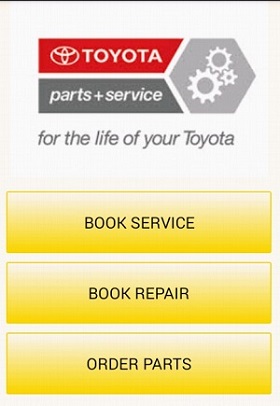 TOYOTA
parts+service
for the life of your Toyota
BOOK SERVICE
BOOK REPAIR
ORDER PARTS